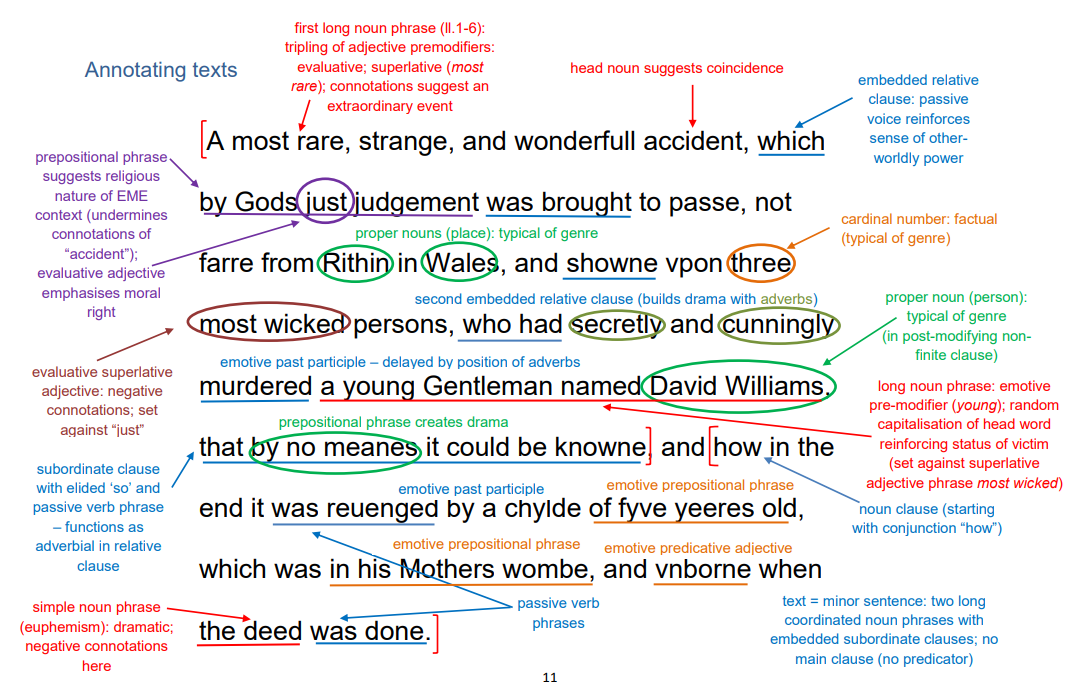 Annotating texts
first long noun phrase (ll.1-6):
tripling of adjective premodifiers:
evaluative; superlative (most
rare); connotations suggest an
extraordinary event
head noun suggests coincidence
embedded relative
clause: passive
voice reinforces
sense of other-
worldly power
A most rare, strange, and wonderfull accident, which
prepositional phrase
suggests religious
nature of EME
context (undermines
connotations of
“accident”);
evaluative adjective
emphasises moral
right
by Gods just judgement was brought to passe, not
cardinal number: factual
(typical of genre)
proper nouns (place): typical of genre
farre from Rithin in Wales, and showne vpon three
second embedded relative clause (builds drama with adverbs)
proper noun (person):
typical of genre
(in post-modifying non-
finite clause)
most wicked persons, who had secretly and cunningly
evaluative superlative
adjective: negative
connotations; set
against “just”
emotive past participle – delayed by position of adverbs
murdered a young Gentleman named David Williams,
long noun phrase: emotive
pre-modifier (young); random
capitalisation of head word
reinforcing status of victim
(set against superlative
adjective phrase most wicked)
prepositional phrase creates drama
that by no meanes it could be knowne, and how in the
subordinate clause
with elided ‘so’ and
passive verb phrase
– functions as
adverbial in relative
clause
emotive past participle
emotive prepositional phrase
noun clause (starting
with conjunction “how”)
end it was reuenged by a chylde of fyve yeeres old,
emotive prepositional phrase
emotive predicative adjective
which was in his Mothers wombe, and vnborne when
simple noun phrase
(euphemism): dramatic;
negative connotations
here
passive verb
phrases
text = minor sentence: two long
coordinated noun phrases with
embedded subordinate clauses; no
main clause (no predicator)
the deed was done.
11